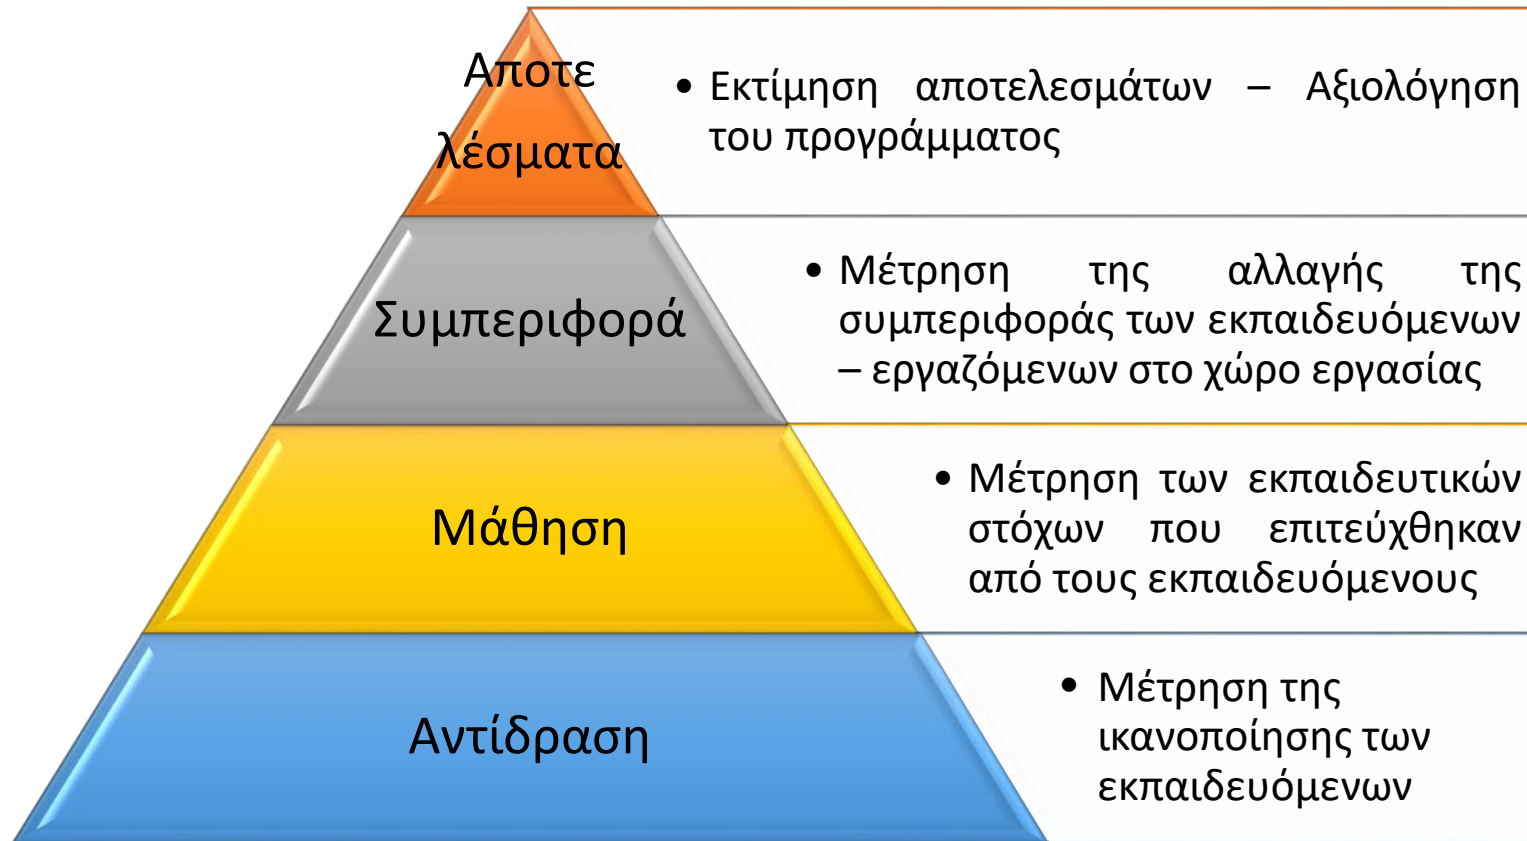 Αποτε
λέσματα
• Εκτίμηση αποτελεσμάτων – Αξιολόγηση
του προγράμματος
Συμπεριφορά
• Μέτρηση της αλλαγής της
συμπεριφοράς των εκπαιδευόμενων
– εργαζόμενων στο χώρο εργασίας
Μάθηση
• Μέτρηση των εκπαιδευτικών
στόχων που επιτεύχθηκαν
από τους εκπαιδευόμενους
Αντίδραση
• Μέτρηση της
ικανοποίησης των
εκπαιδευόμενων